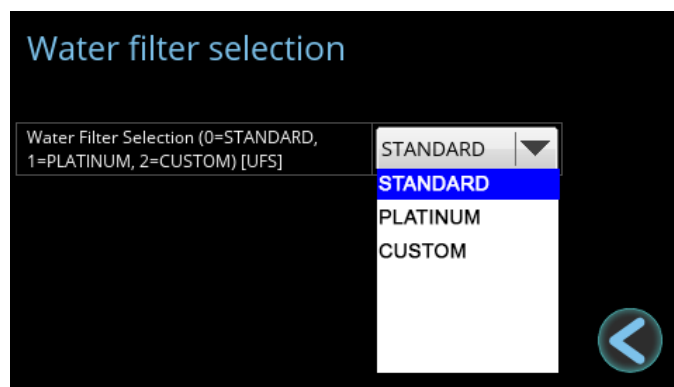 Water filter selection
Water Filter Selection (0=STANDARD,
1=PLATINUM, 2=CUSTOM) [UFS]
STANDARD
STANDARD
PLATINUM
CUSTOM